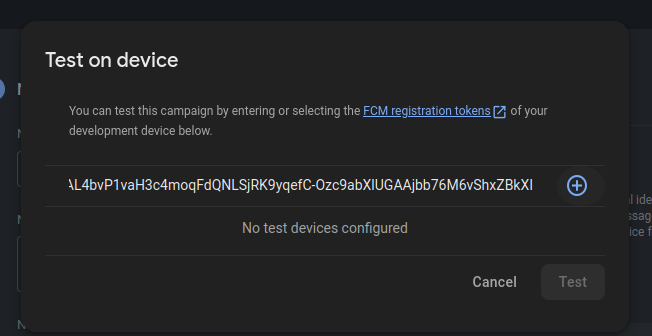 Test on device
You can test this campaign by entering or selecting the FCM registration tokens of your
development device below.
AL4bvP1vaH3c4moqFdQNLSjRK9yqefC-Ozc9abXlUGAAjbb76M6vShxZBkXI
No test devices configured
Cancel
Test